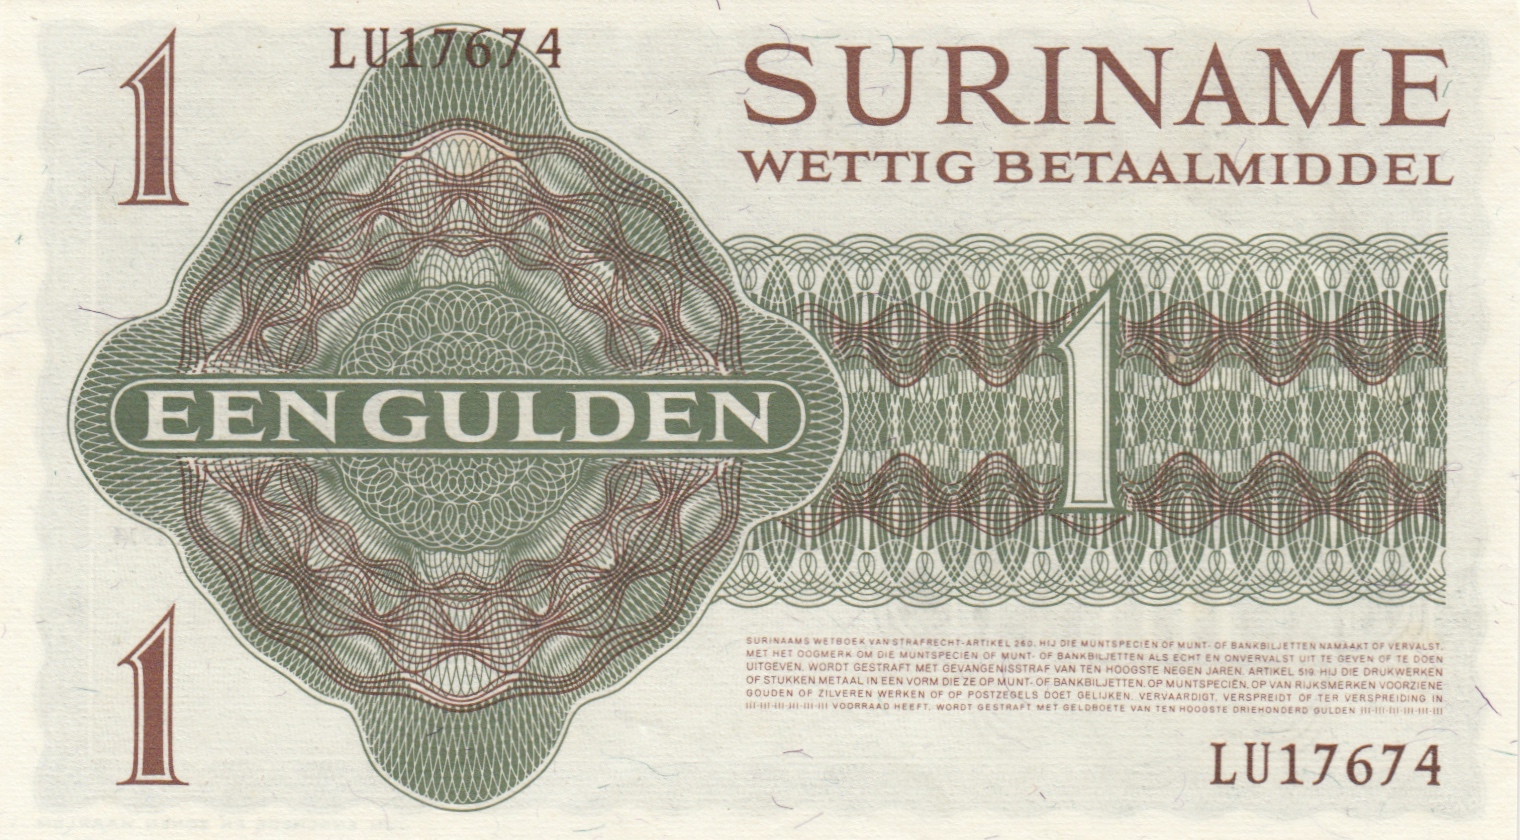 1
LU17674
SURINAME
WETTIG BETAALMIDDEL
EEN GULDEN
1
1
SURINAAMS WETBOEK VAN STRAFRECHT-ARTIKEL 260. HIJ DIE MUNTSPECIËN OF MUNT- OF BANKBILJETTEN NAMAAKT OF VERVALST.
MET HET OOGMERK OM DIE MUNTSPECIËN OF MUNT- OF BANKBILJETTEN ALS ECHT EN ONVERVALST UIT TE GEVEN OF TE DOEN
UITGEVEN. WORDT GESTRAFT MET GEVANGENISSTRAF VAN TEN HOOGSTE NEGEN JAREN. ARTIKEL 519. HIJ DIE DRUKWERKEN
OF STUKKEN METAAL IN EEN VORM DIE ZE OP MUNT- OF BANKBILJETTEN. OP MUNTSPECIËN. OP VAN RIJKSMERKEN VOORZIENE
GOUDEN OF ZILVEREN WERKEN OF OP POSTZEGELS DOET GELIJKEN. VERVAARDIGT. VERSPREIDT OF TER VERSPREIDING IN
VOORRAAD HEEFT. WORDT GESTRAFT MET GELDBOETE VAN TEN HOOGSTE DRIEHONDERD GULDEN
LU17674